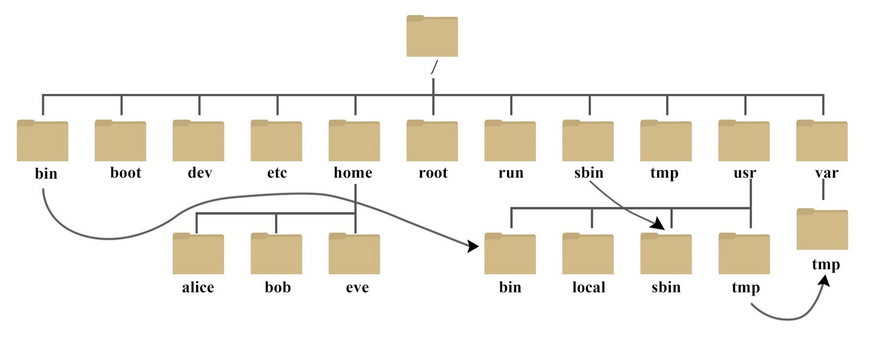 /
bin boot dev etc home root run sbin tmp usr var
alice bob eve bin local sbin tmp tmp